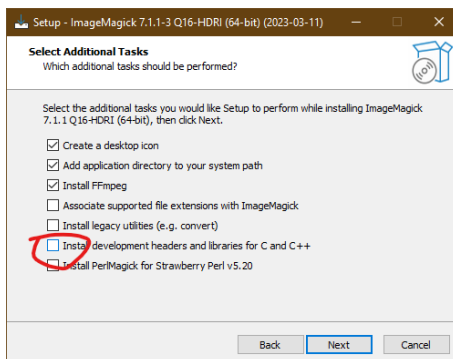 Setup - ImageMagick 7.1.1-3 Q16-HDRI (64-bit) (2023-03-11)
Select Additional Tasks
Which additional tasks should be performed?
Select the additional tasks you would like Setup to perform while installing ImageMagick
7.1.1 Q16-HDRI (64-bit), then click Next.
Create a desktop icon
Add application directory to your system path
Install FFmpeg
Associate supported file extensions with ImageMagick
Install legacy utilities (e.g. convert)
Install development headers and libraries for C and C++
Install PerlMagick for Strawberry Perl v5.20
Back Next Cancel